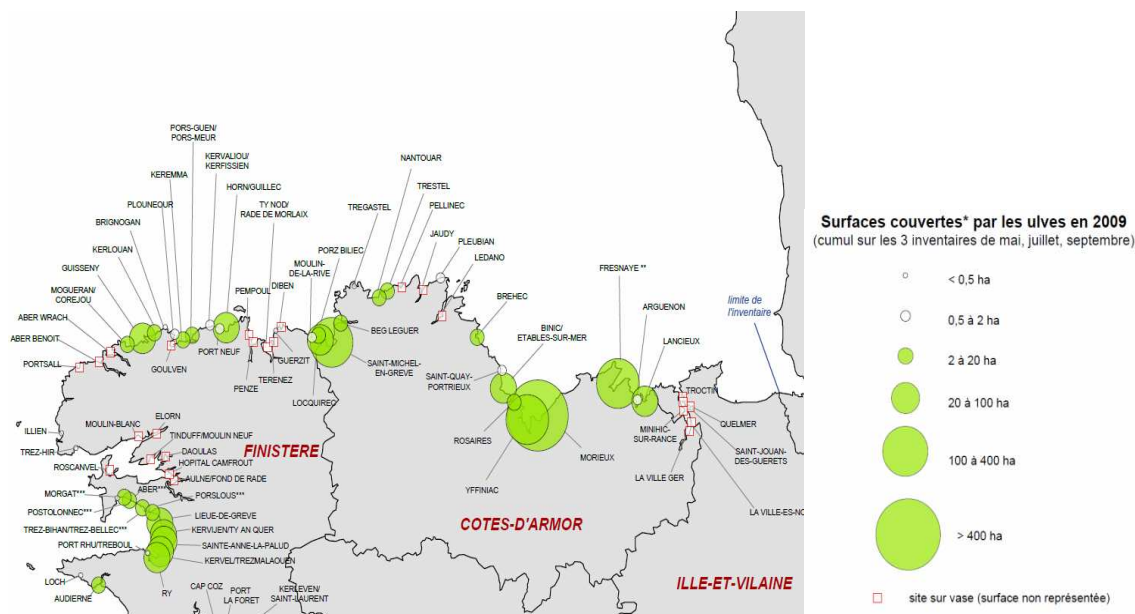 PORS-GUEN/
PORS-MEUR
KERVALIOU/
KERFISSIEN
KEREMMA
HORN/GUILLEC
PLOUNEOUR
TY NOD/
RADE DE MORLAIX
BRIGNOGAN
KERLOUAN
GUISSENY
MOGUERAN/
COREJOU
ABER WRACH
ABER BENOIT
PORTSALL
GOULVEN
PORT NEUF
PEMPOUL
DIBEN
MOULIN-
DE-LA-RIVE
PORZ BILIEC
PENZE
TERENEZ
GUERZIT
LOCQUIREC
NANTOUAR
TRESTEL
TREGASTEL
PELLINEC
JAUDY
PLEUBIAN
LEDANO
BREHEC
BEG LEGUER
SAINT-MICHEL-
EN-GREVE
BINIC/
ETABLES-SUR-MER
SAINT-QUAY-
PORTRIEUX
FRESNAYE **
ARGUENON
LANCIEUX
limite de
l'inventaire
ROSAIRES
YFFINIAC
MORIEUX
TROCTIN
QUELMER
MINIHIC
-SUR-RANCE
SAINT-JOUAN
-DES-GUERETS
LA VILLE GER
LA VILLE-ES-NO
ILLIEN
TREZ-HIR
MOULIN-BLANC
ELORN
TINDUFF/MOULIN NEUF
DAOULAS
HOPITAL CAMFROUT
ROSCANVEL
AULNE/FOND DE RADE
FINISTERE
COTES-D'ARMOR
ILLE-ET-VILAINE
ABER***
MORGAT***
PORSLOUS***
POSTOLONNEC***
LIEUE-DE-GREVE
TREZ-BIHAN/TREZ-BELLEC***
KERVIJEN/TY AN QUER
SAINTE-ANNE-LA-PALUD
PORT RHU/TREBOUL
KERVEL/TREZMALAOUEN
LOCH
AUDIERNE
RY
CAP COZ
PORT
LA FORET
KERLEVEN/
SAINT-LAURENT
Surfaces couvertes* par les ulves en 2009
(cumul sur les 3 inventaires de mai, juillet, septembre)
< 0,5 ha
0,5 à 2 ha
2 à 20 ha
20 à 100 ha
100 à 400 ha
> 400 ha
site sur vase (surface non représentée)